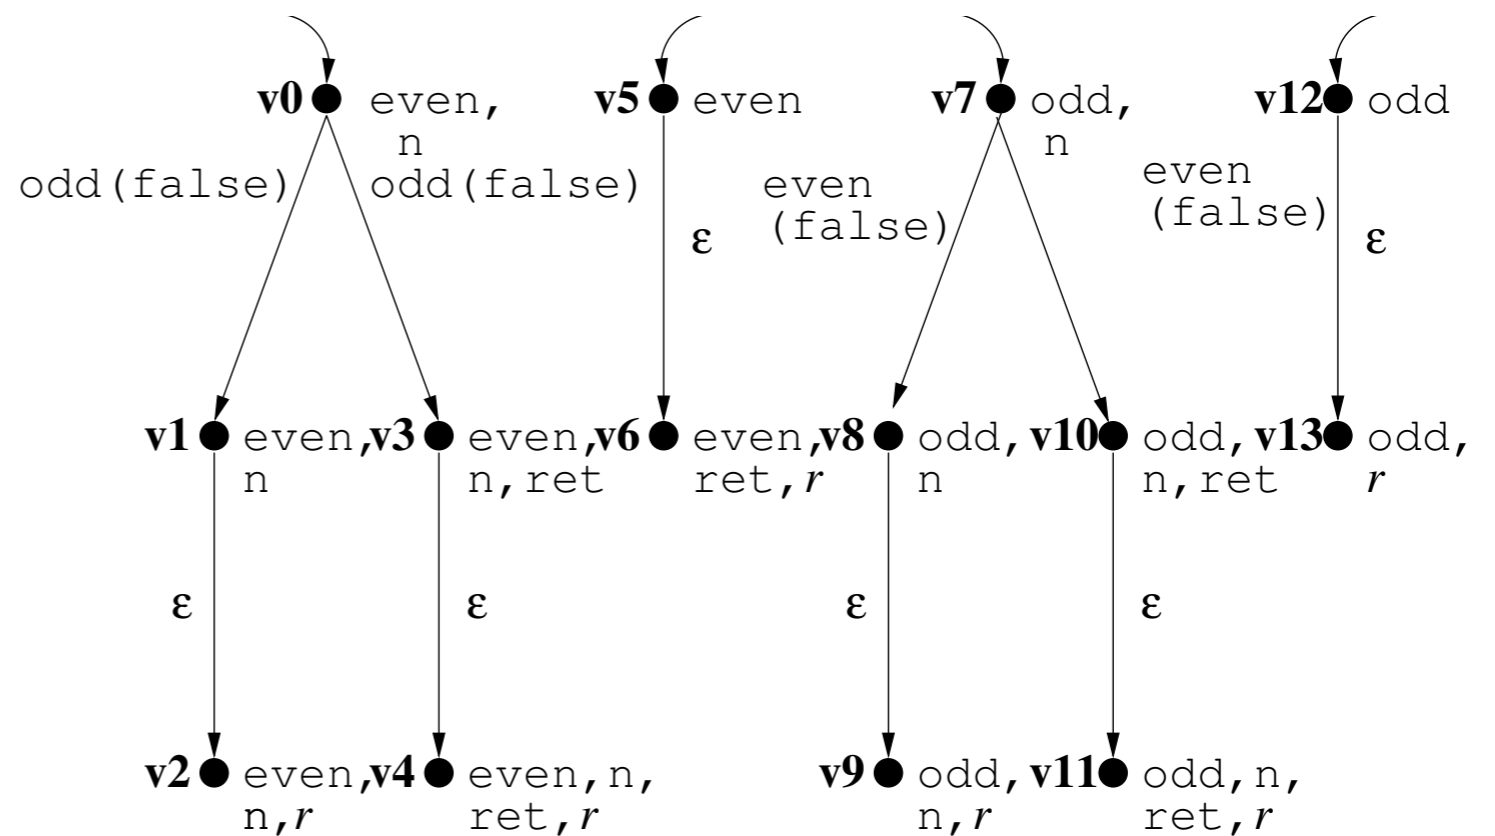 v0 even, v5 even v7 odd, v12 odd
n n
odd(false) odd(false) even even
(false) ε (false) ε
v1 even, v3 even, v6 even, v8 odd, v10 odd, v13 odd,
n n,ret ret,r n n,ret r
ε ε ε ε
v2 even, v4 even,n, v9 odd, v11 odd,n,
n,r ret,r n,r ret,r